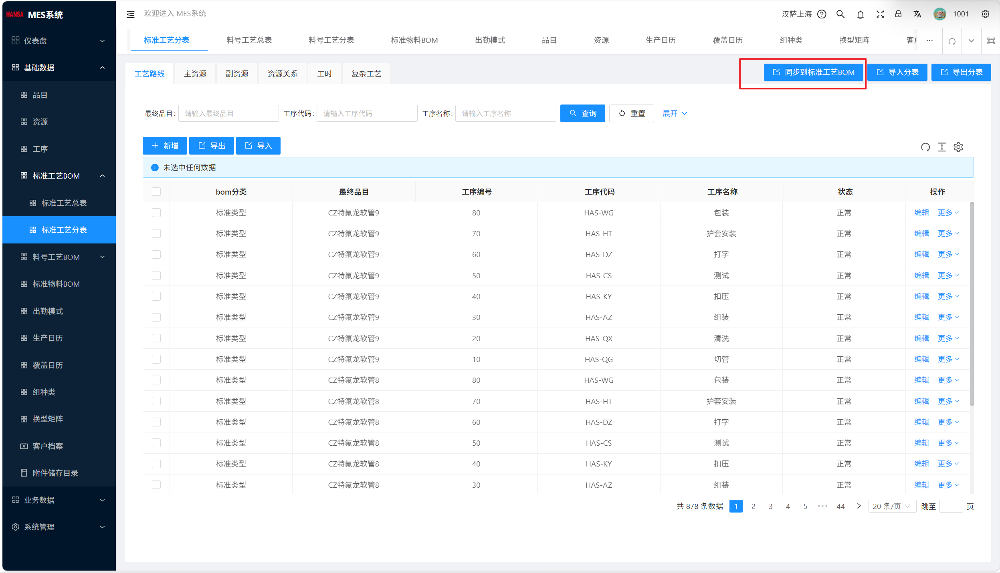 HANSA MES系统
欢迎进入 MES系统
汉萨上海 1001
仪表盘
基础数据
品目
资源
工序
标准工艺BOM
标准工艺总表
标准工艺分表
料号工艺BOM
标准物料BOM
出勤模式
生产日历
覆盖日历
组种类
换型矩阵
客户档案
附件储存目录
业务数据
系统管理
标准工艺分表 料号工艺总表 料号工艺分表 标准物料BOM 出勤模式 品目 资源 生产日历 覆盖日历 组种类 换型矩阵 客户 ···
工艺路线 主资源 副资源 资源关系 工时 复杂工艺 同步到标准工艺BOM 导入分表 导出分表
最终品目: 请输入最终品目 工序代码: 请输入工序代码 工序名称: 请输入工序名称 查询 重置 展开
新增 导出 导入
未选中任何数据
bom分类 最终品目 工序编号 工序代码 工序名称 状态 操作
标准类型 CZ特氟龙软管9 80 HAS-WG 包装 正常 编辑 更多
标准类型 CZ特氟龙软管9 70 HAS-HT 护套安装 正常 编辑 更多
标准类型 CZ特氟龙软管9 60 HAS-DZ 打字 正常 编辑 更多
标准类型 CZ特氟龙软管9 50 HAS-CS 测试 正常 编辑 更多
标准类型 CZ特氟龙软管9 40 HAS-KY 扣压 正常 编辑 更多
标准类型 CZ特氟龙软管9 30 HAS-AZ 组装 正常 编辑 更多
标准类型 CZ特氟龙软管9 20 HAS-QX 清洗 正常 编辑 更多
标准类型 CZ特氟龙软管9 10 HAS-QG 切管 正常 编辑 更多
标准类型 CZ特氟龙软管8 80 HAS-WG 包装 正常 编辑 更多
标准类型 CZ特氟龙软管8 70 HAS-HT 护套安装 正常 编辑 更多
标准类型 CZ特氟龙软管8 60 HAS-DZ 打字 正常 编辑 更多
标准类型 CZ特氟龙软管8 50 HAS-CS 测试 正常 编辑 更多
标准类型 CZ特氟龙软管8 40 HAS-KY 扣压 正常 编辑 更多
标准类型 CZ特氟龙软管8 30 HAS-AZ 组装 正常 编辑 更多
共 878 条数据 1 2 3 4 5 ••• 44 > 20 条/页 跳至 页